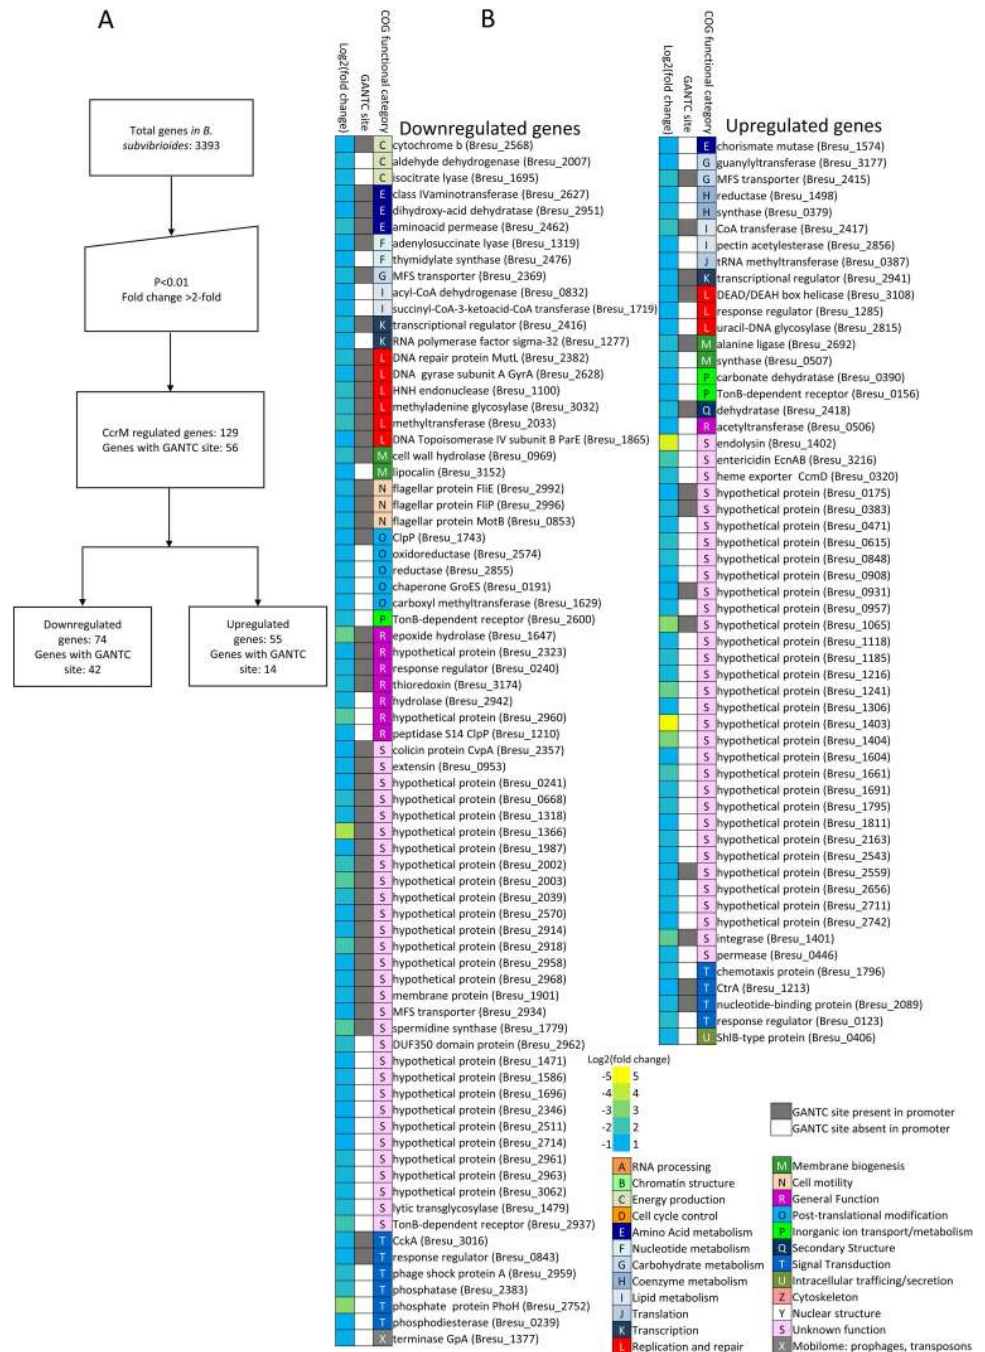 A
B
Total genes in B.
subvibrioides: 3393
P<0.01
Fold change >2-fold
CcrM regulated genes: 129
Genes with GANTC site: 56
Downregulated
genes: 74
Genes with GANTC
site: 42
Upregulated
genes: 55
Genes with GANTC
site: 14
Log2(fold change)
GANTC site
COG functional category
Downregulated genes
C cytochrome b (Bresu_2568)
C aldehyde dehydrogenase (Bresu_2007)
C isocitrate lyase (Bresu_1695)
E class IVaminotransferase (Bresu_2627)
E dihydroxy-acid dehydratase (Bresu_2951)
E aminoacid permease (Bresu_2462)
F adenylosuccinate lyase (Bresu_1319)
F thymidylate synthase (Bresu_2476)
G MFS transporter (Bresu_2369)
I acyl-CoA dehydrogenase (Bresu_0832)
I succinyl-CoA-3-ketoacid-CoA transferase (Bresu_1719)
K transcriptional regulator (Bresu_2416)
K RNA polymerase factor sigma-32 (Bresu_1277)
L DNA repair protein MutL (Bresu_2382)
L DNA gyrase subunit A GyrA (Bresu_2628)
L HNH endonuclease (Bresu_1100)
L methyladenine glycosylase (Bresu_3032)
L methyltransferase (Bresu_2033)
L DNA Topoisomerase IV subunit B ParE (Bresu_1865)
M cell wall hydrolase (Bresu_0969)
M lipocalin (Bresu_3152)
N flagellar protein FliE (Bresu_2992)
N flagellar protein FliP (Bresu_2996)
N flagellar protein MotB (Bresu_0853)
O ClpP (Bresu_1743)
O oxidoreductase (Bresu_2574)
O reductase (Bresu_2855)
O chaperone GroES (Bresu_0191)
O carboxyl methyltransferase (Bresu_1629)
P TonB-dependent receptor (Bresu_2600)
R epoxide hydrolase (Bresu_1647)
R hypothetical protein (Bresu_2323)
R response regulator (Bresu_0240)
R thioredoxin (Bresu_3174)
R hydrolase (Bresu_2942)
R hypothetical protein (Bresu_2960)
R peptidase S14 ClpP (Bresu_1210)
S colicin protein CvpA (Bresu_2357)
S extensin (Bresu_0953)
S hypothetical protein (Bresu_0241)
S hypothetical protein (Bresu_0668)
S hypothetical protein (Bresu_1318)
S hypothetical protein (Bresu_1366)
S hypothetical protein (Bresu_1987)
S hypothetical protein (Bresu_2002)
S hypothetical protein (Bresu_2003)
S hypothetical protein (Bresu_2039)
S hypothetical protein (Bresu_2570)
S hypothetical protein (Bresu_2914)
S hypothetical protein (Bresu_2918)
S hypothetical protein (Bresu_2958)
S hypothetical protein (Bresu_2968)
S membrane protein (Bresu_1901)
S MFS transporter (Bresu_2934)
S spermidine synthase (Bresu_1779)
S DUF350 domain protein (Bresu_2962)
S hypothetical protein (Bresu_1471)
S hypothetical protein (Bresu_1586)
S hypothetical protein (Bresu_1696)
S hypothetical protein (Bresu_2346)
S hypothetical protein (Bresu_2511)
S hypothetical protein (Bresu_2714)
S hypothetical protein (Bresu_2961)
S hypothetical protein (Bresu_2963)
S hypothetical protein (Bresu_3062)
S lytic transglycosylase (Bresu_1479)
S TonB-dependent receptor (Bresu_2937)
T CckA (Bresu_3016)
T response regulator (Bresu_0843)
T phage shock protein A (Bresu_2959)
T phosphatase (Bresu_2383)
T phosphate protein PhoH (Bresu_2752)
T phosphodiesterase (Bresu_0239)
X terminase GpA (Bresu_1377)
Log2(fold change)
GANTC site
COG functional category
Upregulated genes
E chorismate mutase (Bresu_1574)
G guanylyltransferase (Bresu_3177)
G MFS transporter (Bresu_2415)
H reductase (Bresu_1498)
H synthase (Bresu_0379)
I CoA transferase (Bresu_2417)
I pectin acetylesterase (Bresu_2856)
J tRNA methyltransferase (Bresu_0387)
K transcriptional regulator (Bresu_2941)
L DEAD/DEAH box helicase (Bresu_3108)
L response regulator (Bresu_1285)
L uracil-DNA glycosylase (Bresu_2815)
M alanine ligase (Bresu_2692)
M synthase (Bresu_0507)
P carbonate dehydratase (Bresu_0390)
P TonB-dependent receptor (Bresu_0156)
Q dehydratase (Bresu_2418)
R acetyltransferase (Bresu_0506)
S endolysin (Bresu_1402)
S entericidin EcnAB (Bresu_3216)
S heme exporter CcmD (Bresu_0320)
S hypothetical protein (Bresu_0175)
S hypothetical protein (Bresu_0383)
S hypothetical protein (Bresu_0471)
S hypothetical protein (Bresu_0615)
S hypothetical protein (Bresu_0848)
S hypothetical protein (Bresu_0908)
S hypothetical protein (Bresu_0931)
S hypothetical protein (Bresu_0957)
S hypothetical protein (Bresu_1065)
S hypothetical protein (Bresu_1118)
S hypothetical protein (Bresu_1185)
S hypothetical protein (Bresu_1216)
S hypothetical protein (Bresu_1241)
S hypothetical protein (Bresu_1306)
S hypothetical protein (Bresu_1403)
S hypothetical protein (Bresu_1404)
S hypothetical protein (Bresu_1604)
S hypothetical protein (Bresu_1661)
S hypothetical protein (Bresu_1691)
S hypothetical protein (Bresu_1795)
S hypothetical protein (Bresu_1811)
S hypothetical protein (Bresu_2163)
S hypothetical protein (Bresu_2543)
S hypothetical protein (Bresu_2559)
S hypothetical protein (Bresu_2656)
S hypothetical protein (Bresu_2711)
S hypothetical protein (Bresu_2742)
S integrase (Bresu_1401)
S permease (Bresu_0446)
T chemotaxis protein (Bresu_1796)
T CtrA (Bresu_1213)
T nucleotide-binding protein (Bresu_2089)
T response regulator (Bresu_0123)
U ShlB-type protein (Bresu_0406)
Log2(fold change)
-5 5
-4 4
-3 3
-2 2
-1 1
GANTC site present in promoter
GANTC site absent in promoter
A RNA processing
B Chromatin structure
C Energy production
D Cell cycle control
E Amino Acid metabolism
F Nucleotide metabolism
G Carbohydrate metabolism
H Coenzyme metabolism
I Lipid metabolism
J Translation
K Transcription
L Replication and repair
M Membrane biogenesis
N Cell motility
R General Function
O Post-translational modification
P Inorganic ion transport/metabolism
Q Secondary Structure
T Signal Transduction
U Intracellular trafficing/secretion
Z Cytoskeleton
Y Nuclear structure
S Unknown function
X Mobilome: prophages, transposons